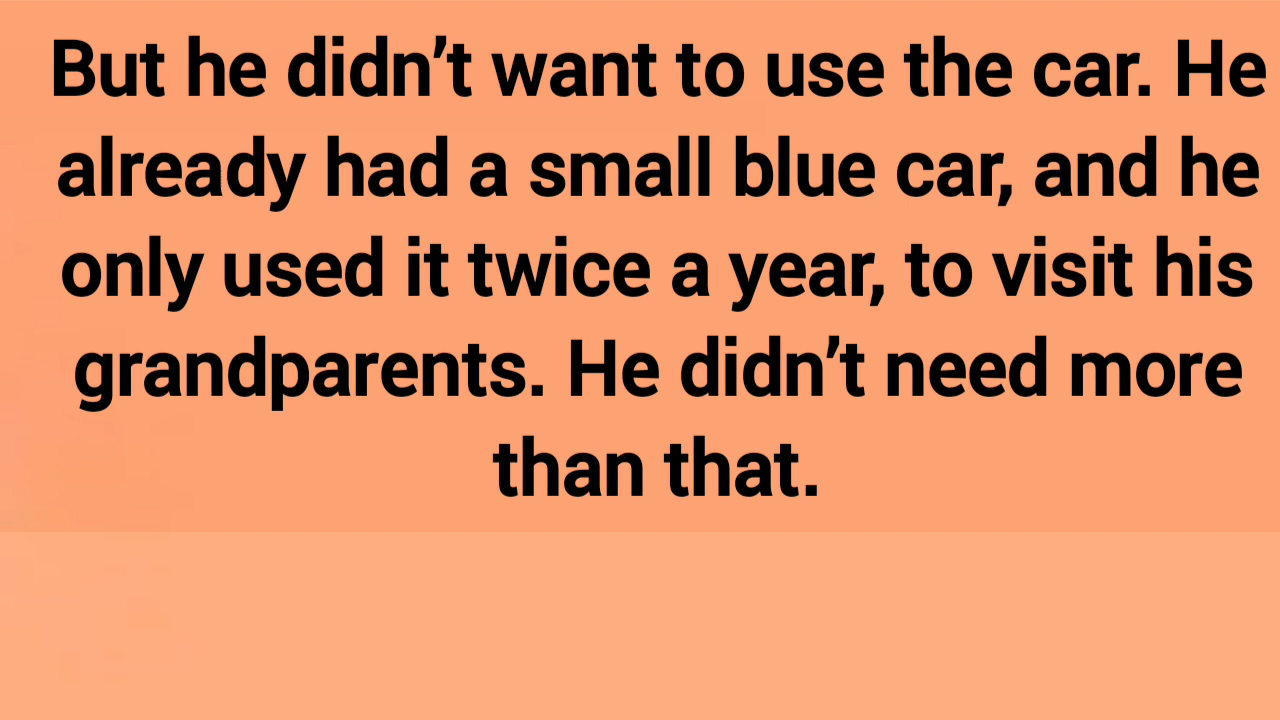 But he didn’t want to use the car. He
already had a small blue car, and he
only used it twice a year, to visit his
grandparents. He didn’t need more
than that.